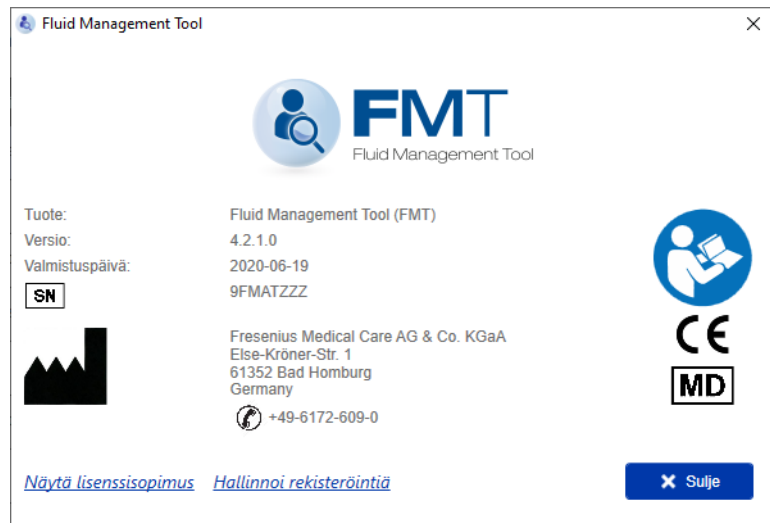 Fluid Management Tool
FMT
Fluid Management Tool
Tuote: Fluid Management Tool (FMT)
Versio: 4.2.1.0
Valmistuspäivä: 2020-06-19
SN 9FMATZZZ
Fresenius Medical Care AG & Co. KGaA
Else-Kröner-Str. 1
61352 Bad Homburg
Germany
+49-6172-609-0
CE
MD
Näytä lisenssisopimus Hallinnoi rekisteröintiä
Sulje